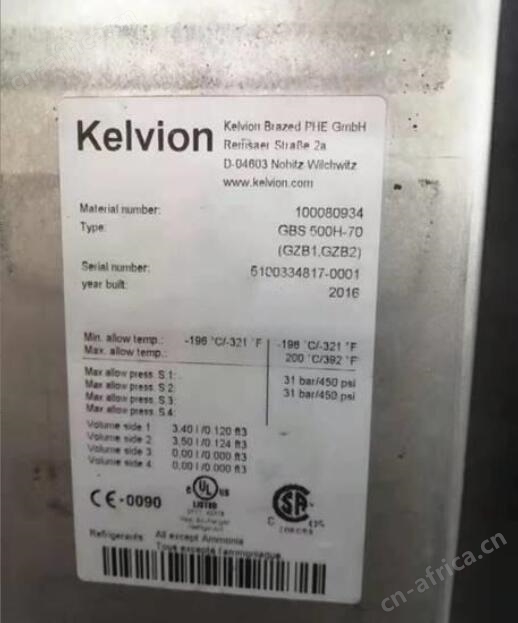 Kelvion
Kelvion Brazed PHE GmbH
Remsaer Straße 2a
D-04603 Nobitz-Wilchwitz
www.kelvion.com
Material number: 100080934
Type: GBS 500H-70
(GZB1,GZB2)
Serial number: 5100334817-0001
year built: 2016
Min. allow temp.: -196 °C/-321 °F -196 °C/-321 °F
Max. allow temp.: 200 °C/392 °F
Max allow press. S.1: 31 bar/450 psi
Max allow press. S.2: 31 bar/450 psi
Max allow press. S.3:
Max allow press. S.4:
Volume side 1 3,40 l /0.120 ft3
Volume side 2 3,50 l /0.124 ft3
Volume side 3 0,00 l /0.000 ft3
Volume side 4 0,00 l /0.000 ft3
CE-0090
C UL US
LISTED
SA
C
Refrigerants All except Ammonia
Tous excepté l'ammoniaque
cn-africa.cn